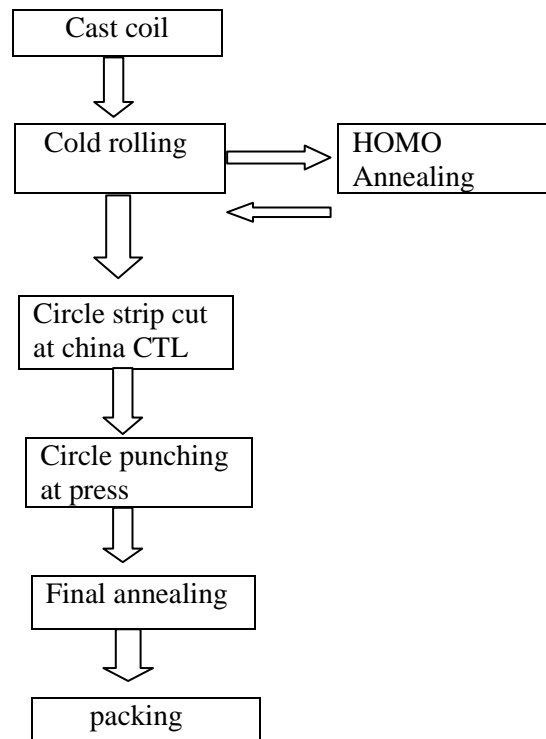 Cast coil
Cold rolling
HOMO
Annealing
Circle strip cut
at china CTL
Circle punching
at press
Final annealing
packing